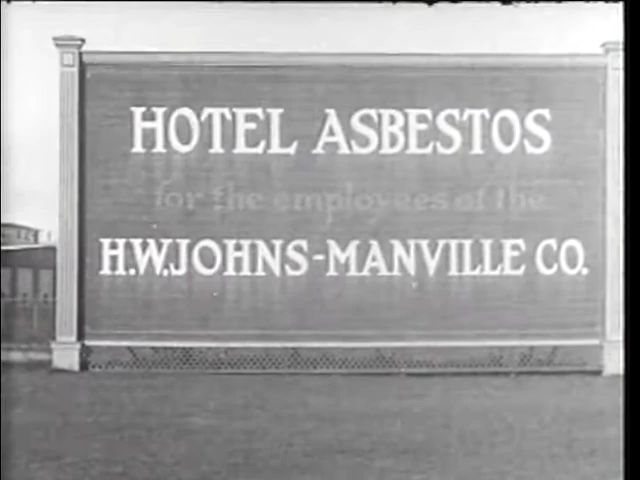 HOTEL ASBESTOS
for the employees of the
H.W.JOHNS-MANVILLE CO.